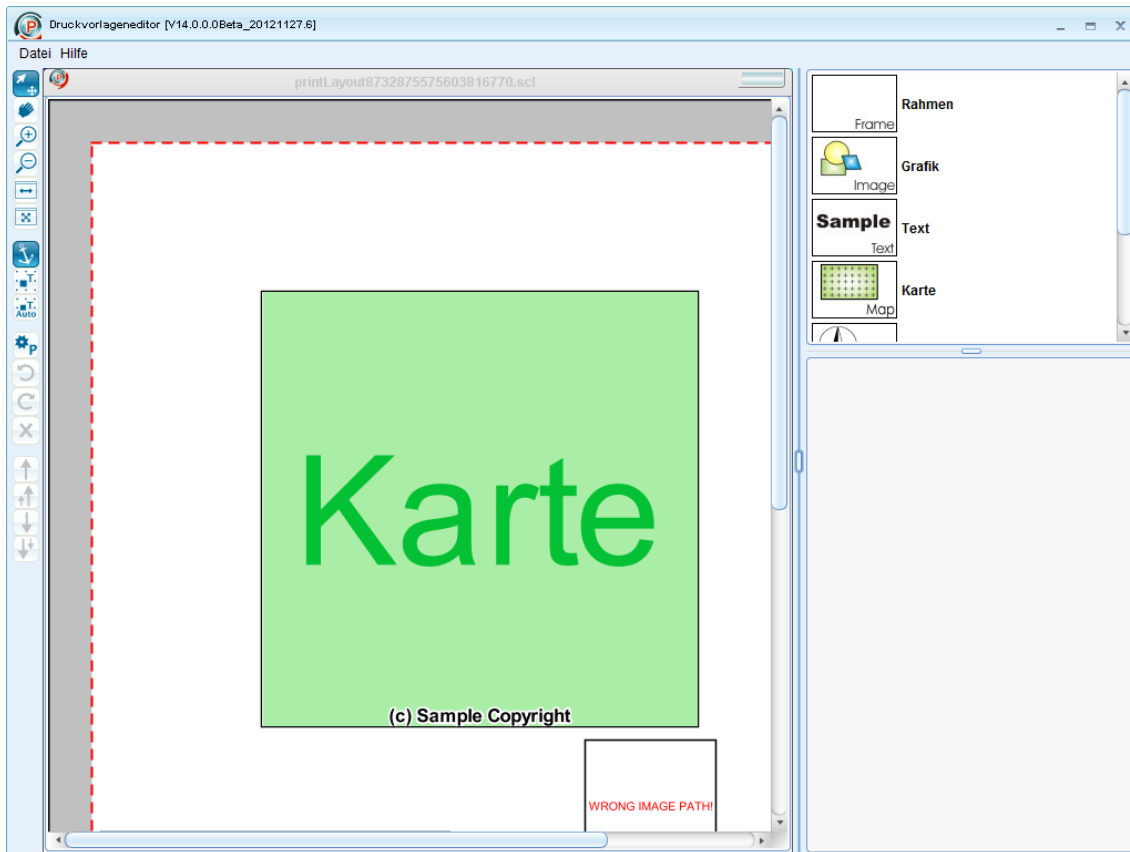 Druckvorlageneditor [V14.0.0.0Beta_20121127.6]
Datei Hilfe
printLayout8732875575603816770.scl
T.
T.
Auto
P
Karte
(c) Sample Copyright
WRONG IMAGE PATH!
Frame
Rahmen
Image
Grafik
Sample
Text
Text
Map
Karte